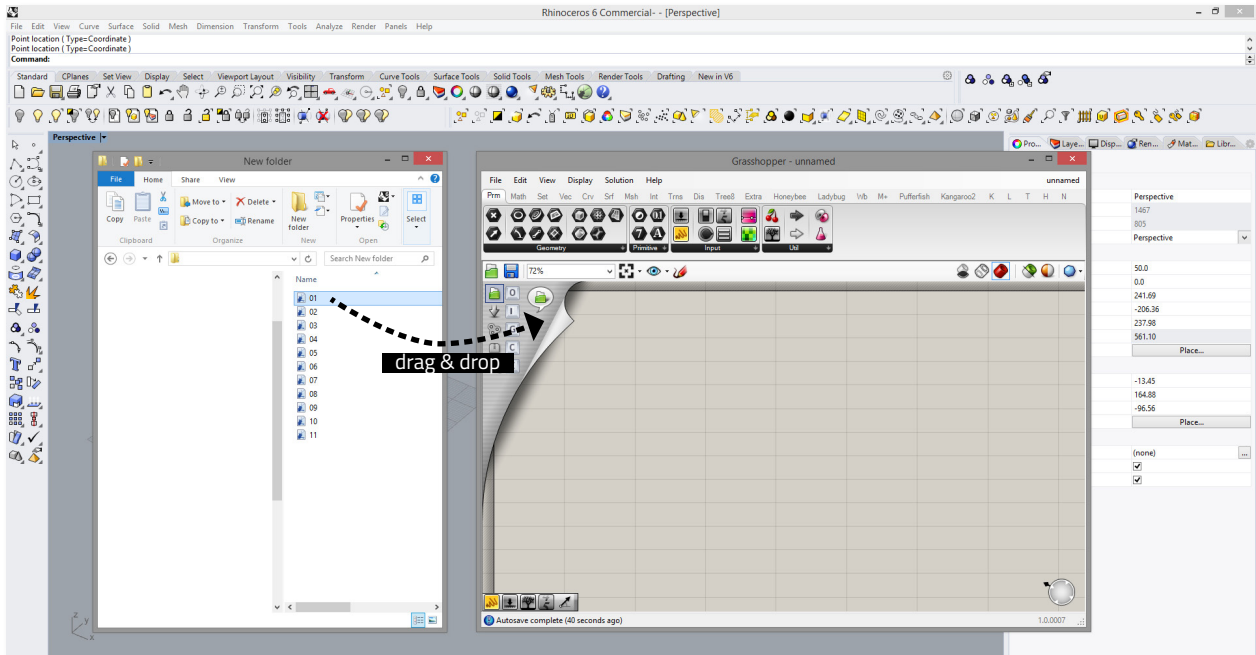 Rhinoceros 6 Commercial- - [Perspective]
File Edit View Curve Surface Solid Mesh Dimension Transform Tools Analyze Render Panels Help
Point location ( Type=Coordinate )
Point location ( Type=Coordinate )
Command:
Standard CPlanes Set View Display Select Viewport Layout Visibility Transform Curve Tools Surface Tools Solid Tools Mesh Tools Render Tools Drafting New in V6
Perspective
Pro... Laye... Disp... Ren... Mat... Libr...
New folder
File Home Share View
Copy Paste Move to Copy to Delete Rename New folder Properties Select
Clipboard Organize New Open
Search New folder
Name
01
02
03
04
05
06
07
08
09
10
11
drag & drop
Grasshopper - unnamed
File Edit View Display Solution Help unnamed
Prm Math Set Vec Crv Srf Msh Int Trns Dis Tree8 Extra Honeybee Ladybug Wb M+ Pufferfish Kangaroo2 K L T H N
Geometry Primitive Input Util
72%
O
I
G
C
Autosave complete (40 seconds ago) 1.0.0007
Perspective
1467
805
Perspective
50.0
0.0
241.69
-206.36
237.98
561.10
Place...
-13.45
164.88
-96.56
Place...
(none) ...
z
y
x